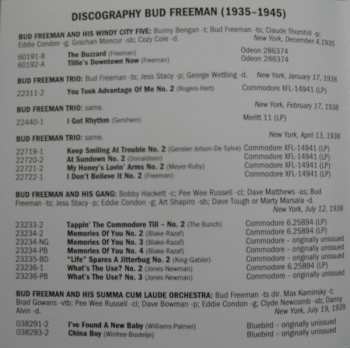 DISCOGRAPHY BUD FREEMAN (1935–1945)
BUD FREEMAN AND HIS WINDY CITY FIVE: Bunny Berigan -t; Bud Freeman -ts; Claude Thornhill -p;
Eddie Condon -g; Grachan Moncur -sb; Cozy Cole -d. New York, December 4, 1935
60191-B The Buzzard (Freeman) Odeon 286374
60192-A Tillie's Downtown Now (Freeman) Odeon 286374
BUD FREEMAN TRIO: Bud Freeman -ts; Jess Stacy -p; George Wettling -d.
New York, January 17, 1938
22311-2 You Took Advantage Of Me No. 2 (Rogers-Hart) Commodore XFL-14941 (LP)
BUD FREEMAN TRIO: same. New York, February 17, 1938
22440-1 I Got Rhythm (Gershwin) Meritt 11 (LP)
BUD FREEMAN TRIO: same. New York, April 13, 1938
22719-1 Keep Smiling At Trouble No. 2 (Gensler-Jolson-De Sylva) Commodore XFL-14941 (LP)
22720-2 At Sundown No. 2 (Donaldson) Commodore XFL-14941 (LP)
22721-2 My Honey's Lovin' Arms No. 2 (Meyer-Ruby) Commodore XFL-14941 (LP)
22722-1 I Don't Believe It No. 2 (Freeman) Commodore XFL-14941 (LP)
BUD FREEMAN AND HIS GANG: Bobby Hackett -c; Pee Wee Russell -cl; Dave Matthews -as; Bud
Freeman -ts; Jess Stacy -p; Eddie Condon -g; Art Shapiro -sb; Dave Tough or Marty Marsala -d.
New York, July 12, 1938
23233-2 Tappin' The Commodore Till - No. 2 (The Bunch) Commodore 6.25894 (LP)
23234-2 Memories Of You No. 2 (Blake-Razaf) Commodore 6.25894 (LP)
23234-NG Memories Of You No. 3 (Blake-Razaf) Commodore - originally unissued
23234-PB Memories Of You No. 4 (Blake-Razaf) Commodore - originally unissued
23235-BD "Life" Spares A Jitterbug No. 2 (King-Gabler) Commodore - originally unissued
23236-1 What's The Use? No. 2 (Jones-Newman) Commodore 6.25894 (LP)
23236-PB What's The Use? No. 3 (Jones-Newman) Commodore - originally unissued
BUD FREEMAN AND HIS SUMMA CUM LAUDE ORCHESTRA: Bud Freeman -ts dir. Max Kaminsky -c;
Brad Gowans -vtb; Pee Wee Russell -cl; Dave Bowman -p; Eddie Condon -g; Clyde Newcomb -sb; Danny
Alvin -d. New York, July 19, 1939
038291-2 I've Found A New Baby (Williams-Palmer) Bluebird - originally unissued
038293-2 China Boy (Winfree-Boutelje) Bluebird - originally unissued